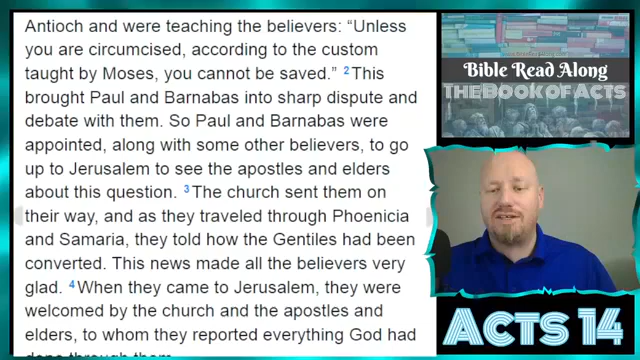 Antioch and were teaching the believers: “Unless
you are circumcised, according to the custom
taught by Moses, you cannot be saved.” 2 This
brought Paul and Barnabas into sharp dispute and
debate with them. So Paul and Barnabas were
appointed, along with some other believers, to go
up to Jerusalem to see the apostles and elders
about this question. 3 The church sent them on
their way, and as they traveled through Phoenicia
and Samaria, they told how the Gentiles had been
converted. This news made all the believers very
glad. 4 When they came to Jerusalem, they were
welcomed by the church and the apostles and
elders, to whom they reported everything God had
done through them.
Bible Read Along
The Book of Acts
Acts 14